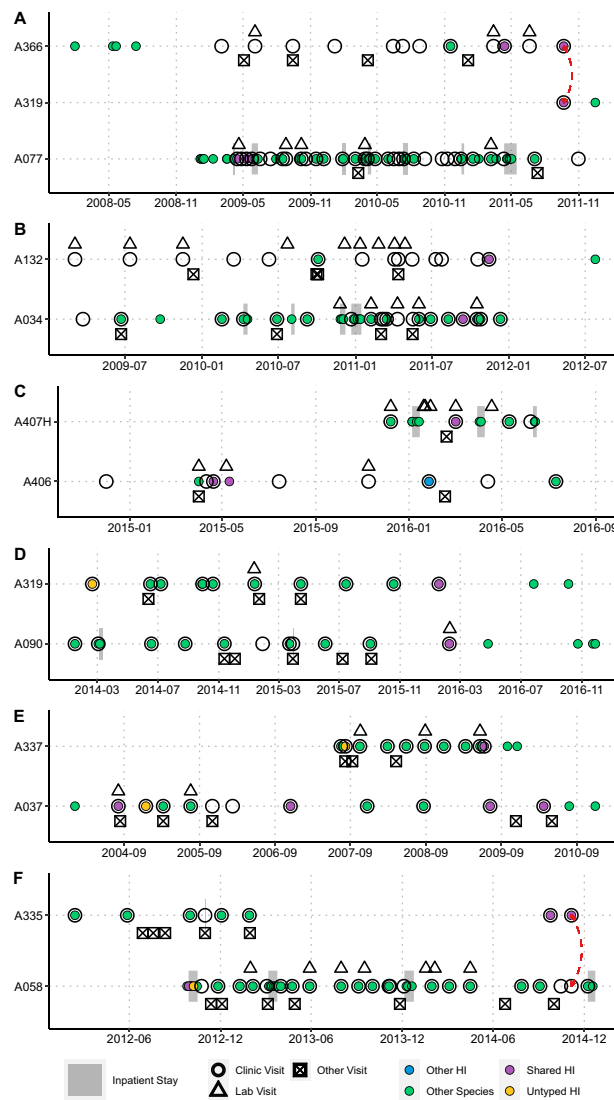 A
A366
A319
A077
2008-05 2008-11 2009-05 2009-11 2010-05 2010-11 2011-05 2011-11
B
A132
A034
2009-07 2010-01 2010-07 2011-01 2011-07 2012-01 2012-07
C
A407H
A406
2015-01 2015-05 2015-09 2016-01 2016-05 2016-09
D
A319
A090
2014-03 2014-07 2014-11 2015-03 2015-07 2015-11 2016-03 2016-07 2016-11
E
A337
A037
2004-09 2005-09 2006-09 2007-09 2008-09 2009-09 2010-09
F
A335
A058
2012-06 2012-12 2013-06 2013-12 2014-06 2014-12
Inpatient Stay Clinic Visit Other Visit Other HI Shared HI
Lab Visit Other Species Untyped HI